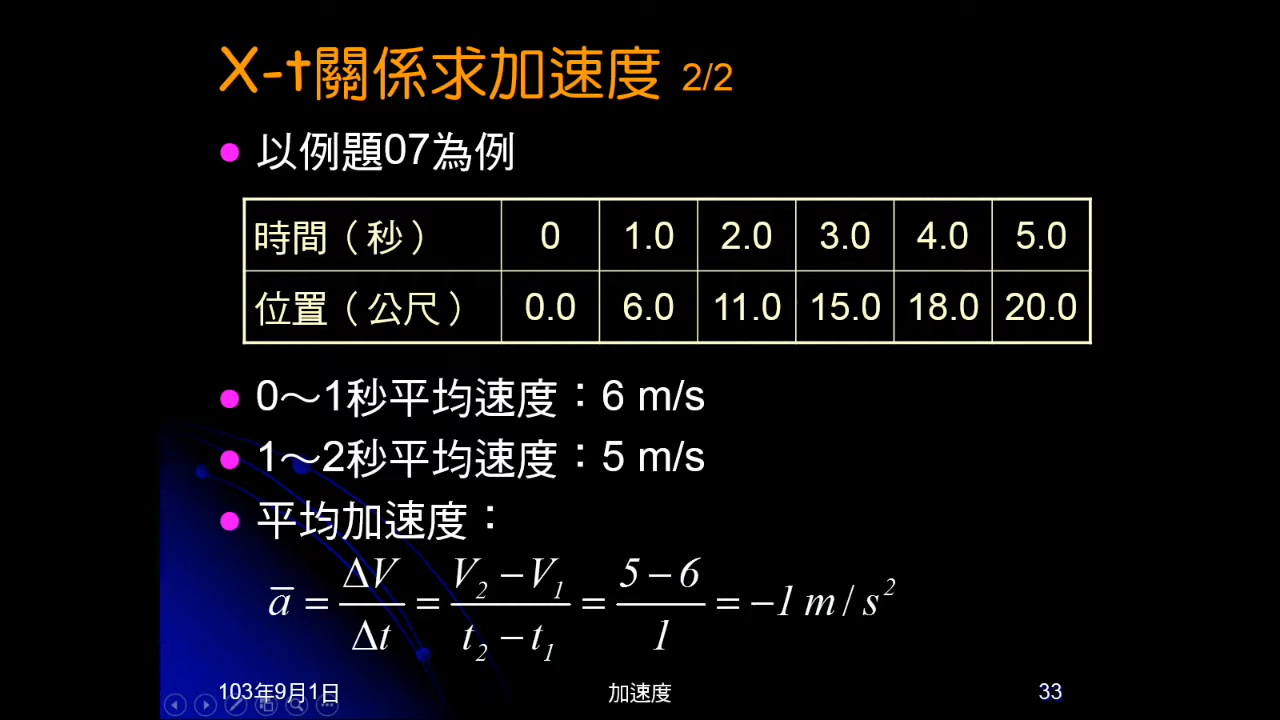 X-t關係求加速度 2/2
以例題07為例
時間（秒） 0 1.0 2.0 3.0 4.0 5.0
位置（公尺） 0.0 6.0 11.0 15.0 18.0 20.0
0～1秒平均速度：6 m/s
1～2秒平均速度：5 m/s
平均加速度：
a̅ = ΔV/Δt = (V₂ − V₁)/(t₂ − t₁) = (5 − 6)/1 = −1 m / s²
103年9月1日 加速度 33